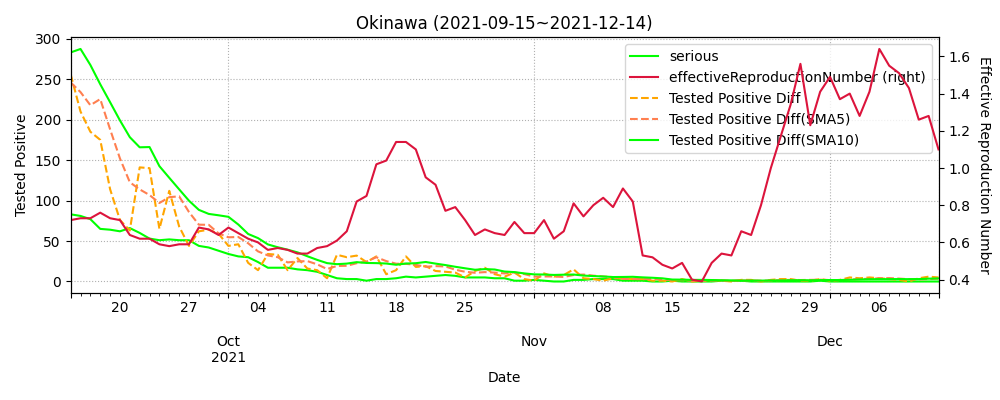 Okinawa (2021-09-15~2021-12-14)
300
250
200
150
100
50
0
Tested Positive
1.6
1.4
1.2
1.0
0.8
0.6
0.4
Effective Reproduction Number
serious
effectiveReproductionNumber (right)
Tested Positive Diff
Tested Positive Diff(SMA5)
Tested Positive Diff(SMA10)
20 27 04 11 18 25 08 15 22 29 06
Oct Nov Dec
2021
Date